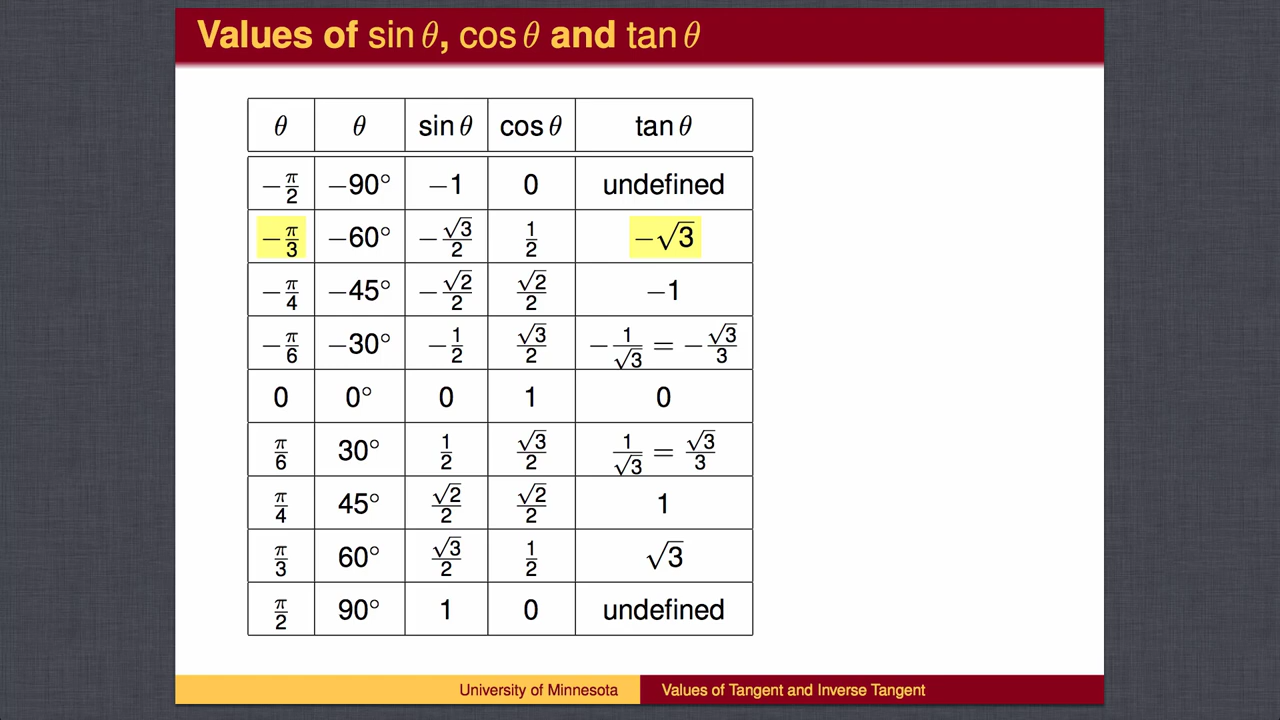 Values of sin θ, cos θ and tan θ
θ θ sin θ cos θ tan θ
−π/2 −90° −1 0 undefined
−π/3 −60° −√3/2 1/2 −√3
−π/4 −45° −√2/2 √2/2 −1
−π/6 −30° −1/2 √3/2 −1/√3 = −√3/3
0 0° 0 1 0
π/6 30° 1/2 √3/2 1/√3 = √3/3
π/4 45° √2/2 √2/2 1
π/3 60° √3/2 1/2 √3
π/2 90° 1 0 undefined
University of Minnesota Values of Tangent and Inverse Tangent